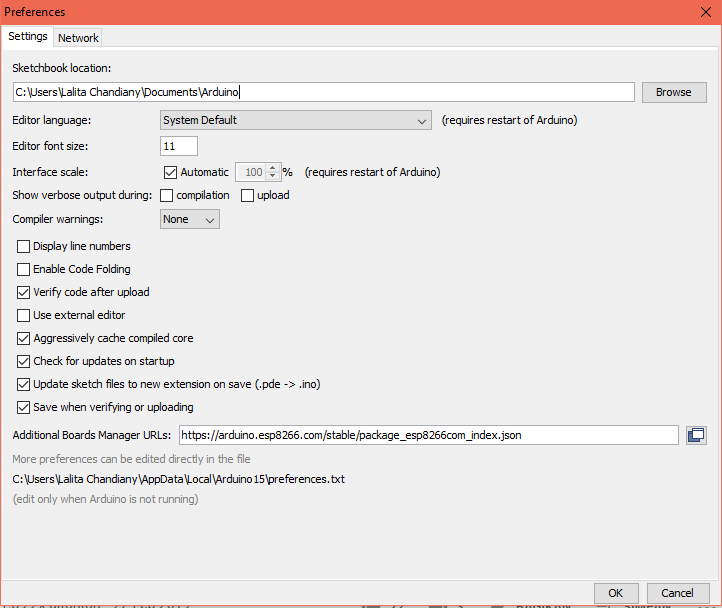 Preferences
Settings Network
Sketchbook location:
C:\Users\Lalita Chandiany\Documents\Arduino Browse
Editor language: System Default (requires restart of Arduino)
Editor font size: 11
Interface scale: Automatic 100 % (requires restart of Arduino)
Show verbose output during: compilation upload
Compiler warnings: None
Display line numbers
Enable Code Folding
Verify code after upload
Use external editor
Aggressively cache compiled core
Check for updates on startup
Update sketch files to new extension on save (.pde -> .ino)
Save when verifying or uploading
Additional Boards Manager URLs: https://arduino.esp8266.com/stable/package_esp8266com_index.json
More preferences can be edited directly in the file
C:\Users\Lalita Chandiany\AppData\Local\Arduino15\preferences.txt
(edit only when Arduino is not running)
OK Cancel